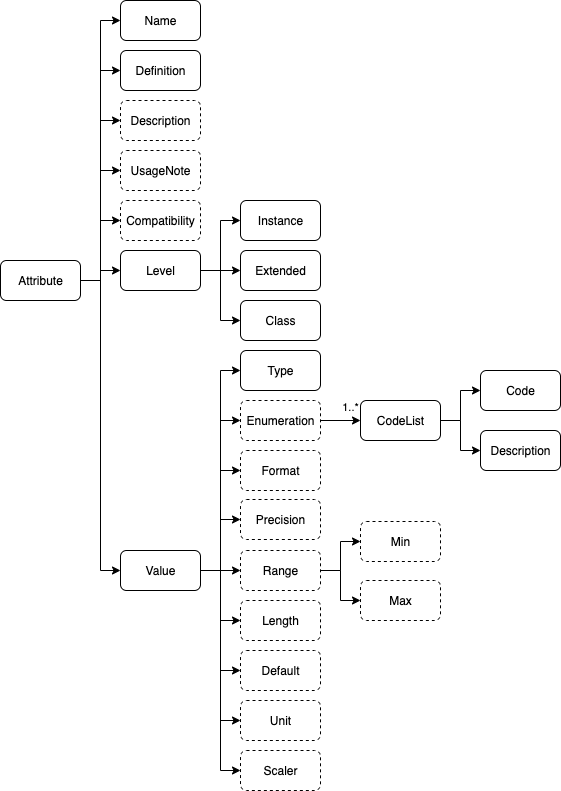 Name
Definition
Description
UsageNote
Compatibility
Attribute
Level
Instance
Extended
Class
Value
Type
Enumeration
1..*
CodeList
Code
Description
Format
Precision
Range
Min
Max
Length
Default
Unit
Scaler